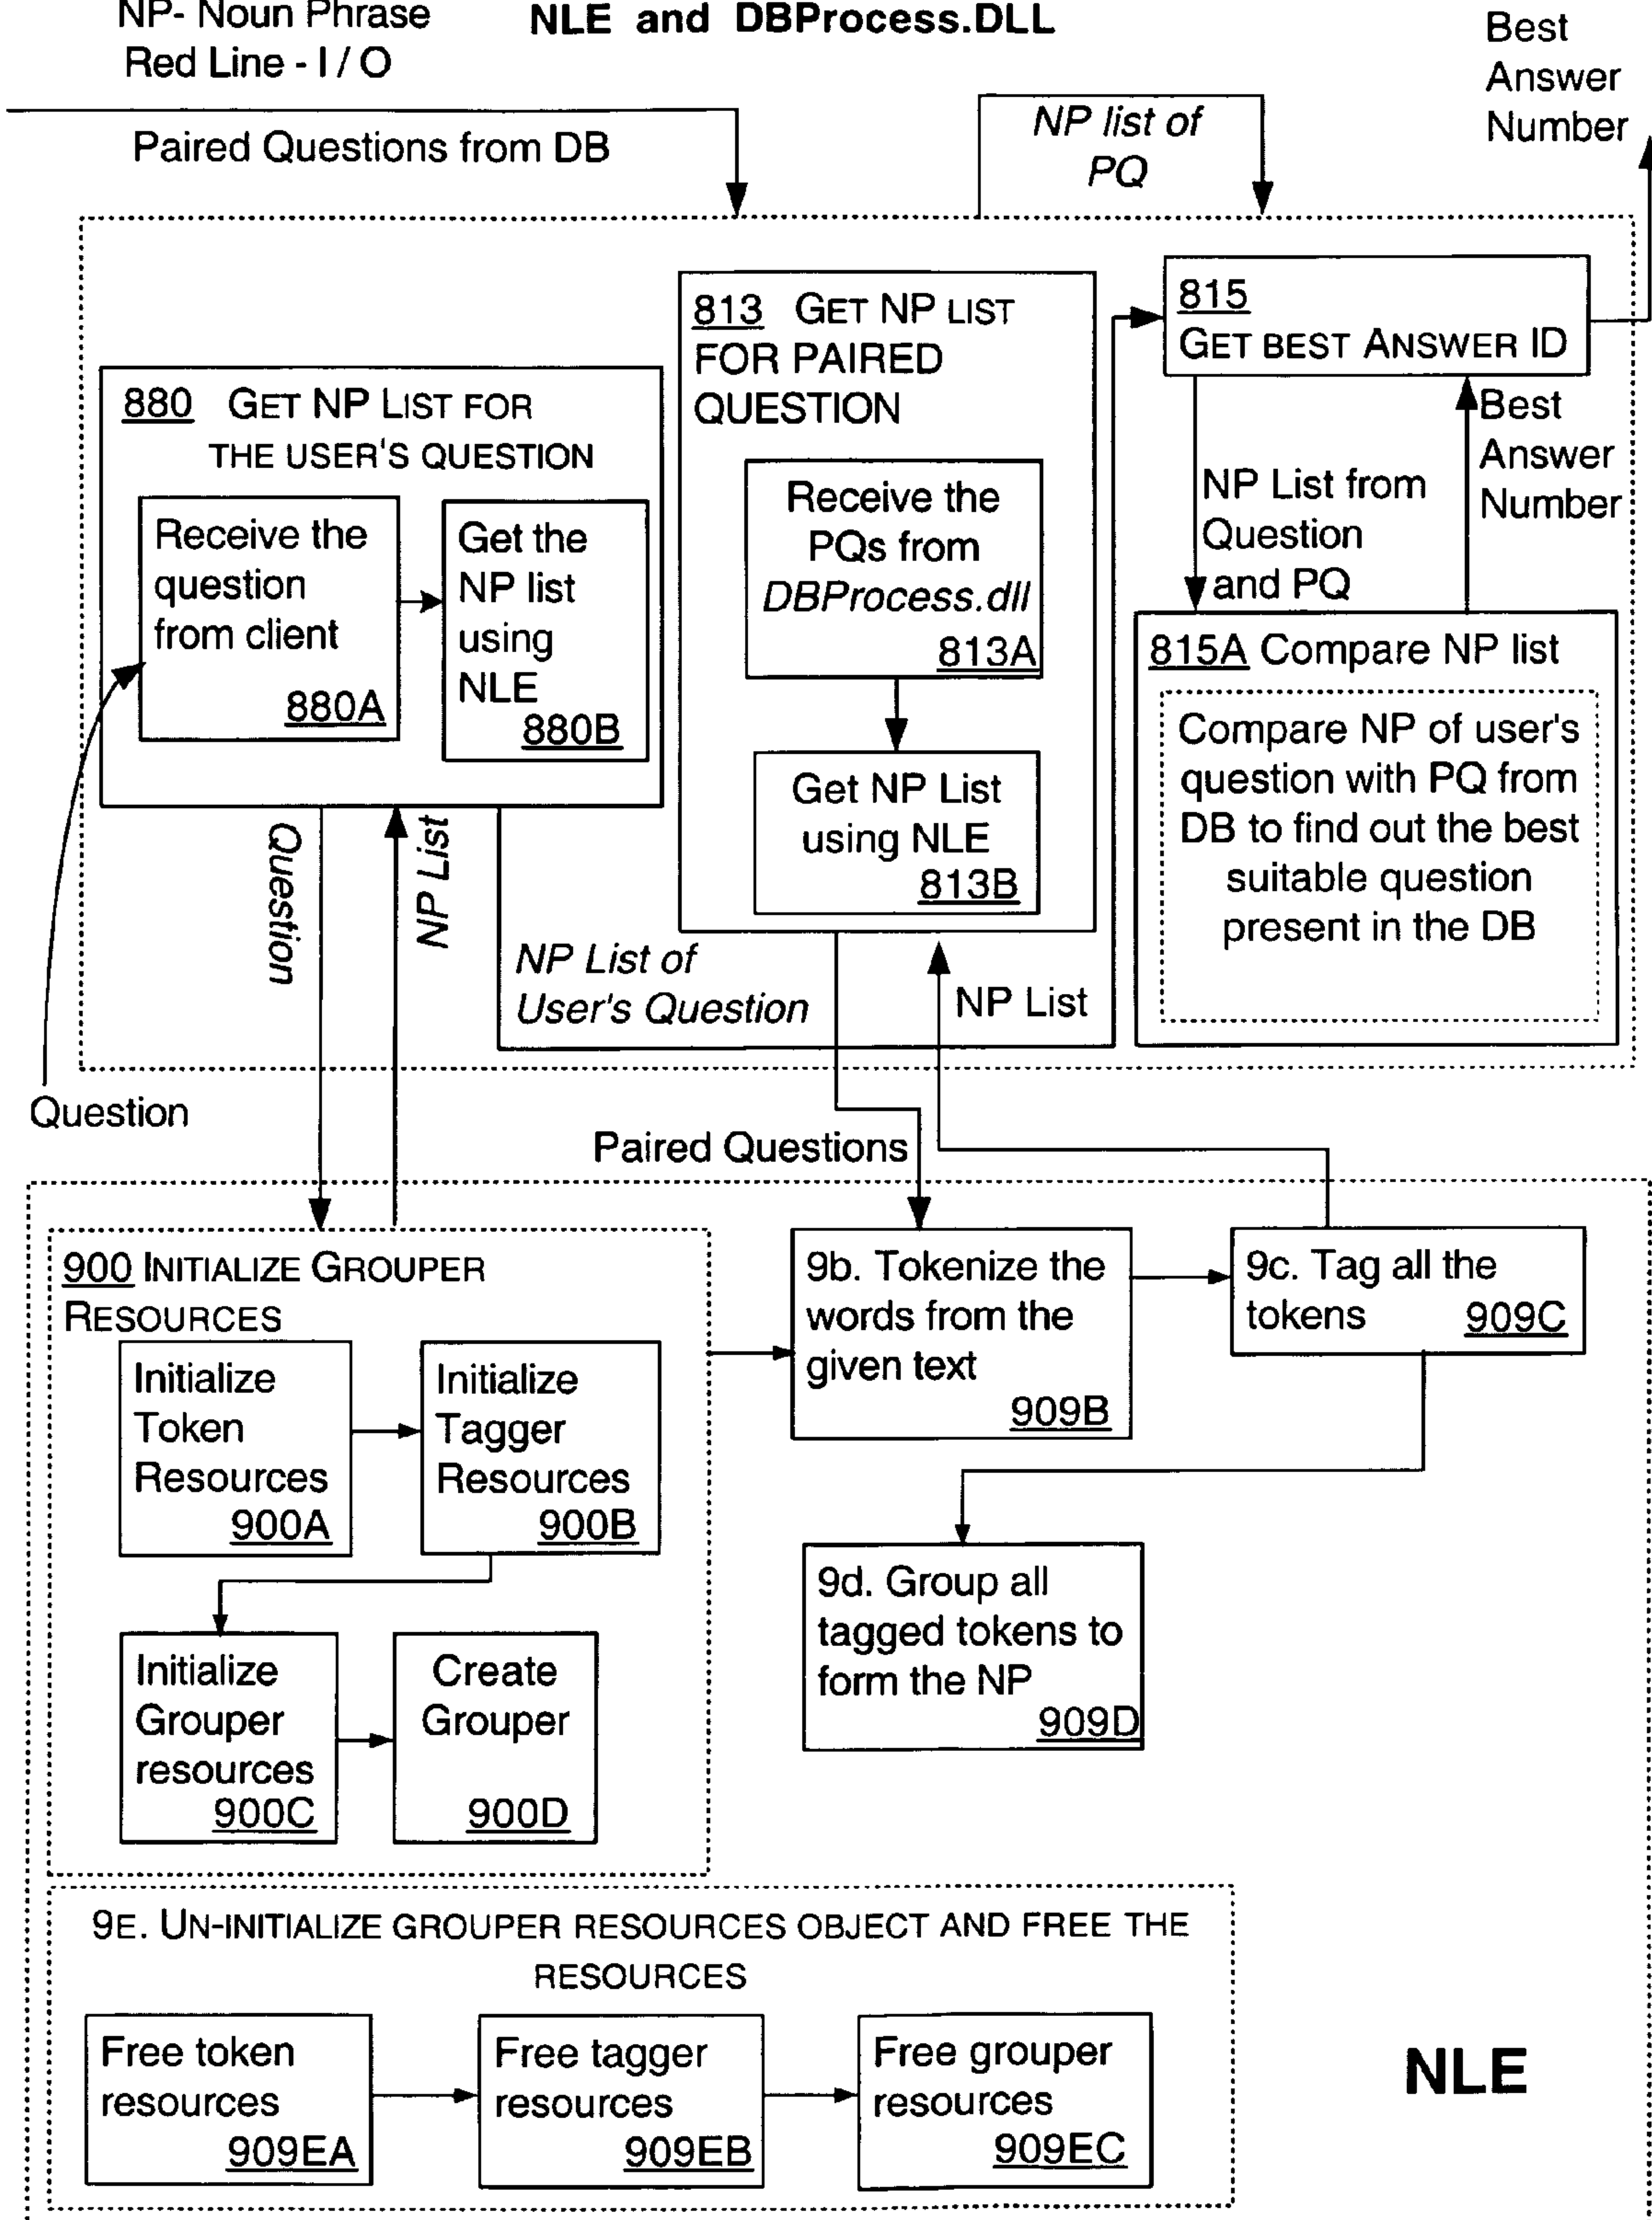 NP- Noun Phrase
Red Line - I / O
NLE and DBProcess.DLL
Best
Answer
Number
Paired Questions from DB
NP list of
PQ
813 GET NP LIST
FOR PAIRED
QUESTION
815
GET BEST ANSWER ID
880 GET NP LIST FOR
THE USER'S QUESTION
Receive the
question
from client
880A
Get the
NP list
using
NLE
880B
Receive the
PQs from
DBProcess.dll
813A
Get NP List
using NLE
813B
NP List from
Question
and PQ
Best
Answer
Number
815A Compare NP list
Compare NP of user's
question with PQ from
DB to find out the best
suitable question
present in the DB
Question
NP List
NP List of
User's Question
NP List
Question
Paired Questions
900 INITIALIZE GROUPER
RESOURCES
Initialize
Token
Resources
900A
Initialize
Tagger
Resources
900B
Initialize
Grouper
resources
900C
Create
Grouper
900D
9b. Tokenize the
words from the
given text
909B
9c. Tag all the
tokens 909C
9d. Group all
tagged tokens to
form the NP
909D
9E. UN-INITIALIZE GROUPER RESOURCES OBJECT AND FREE THE
RESOURCES
Free token
resources
909EA
Free tagger
resources
909EB
Free grouper
resources
909EC
NLE